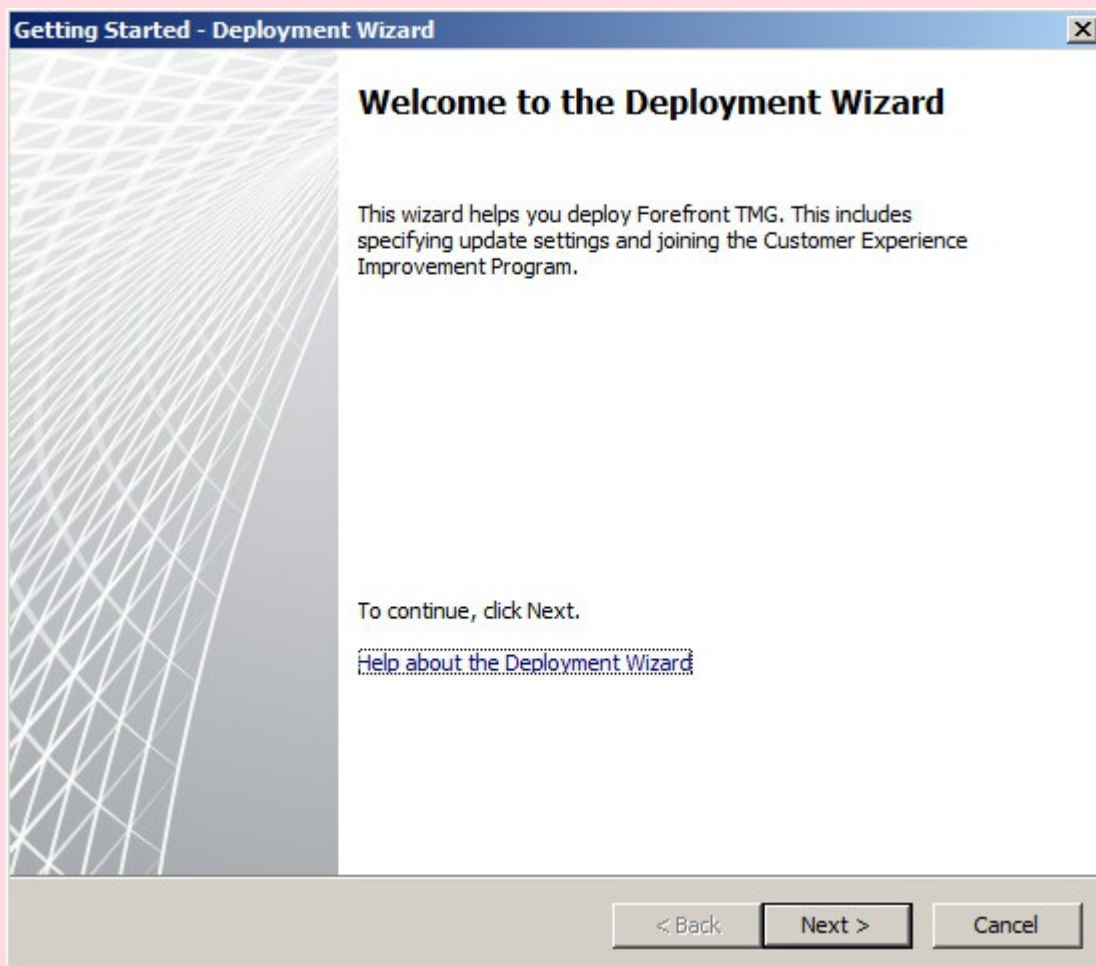 Getting Started - Deployment Wizard
Welcome to the Deployment Wizard
This wizard helps you deploy Forefront TMG. This includes
specifying update settings and joining the Customer Experience
Improvement Program.
To continue, click Next.
Help about the Deployment Wizard
< Back
Next >
Cancel